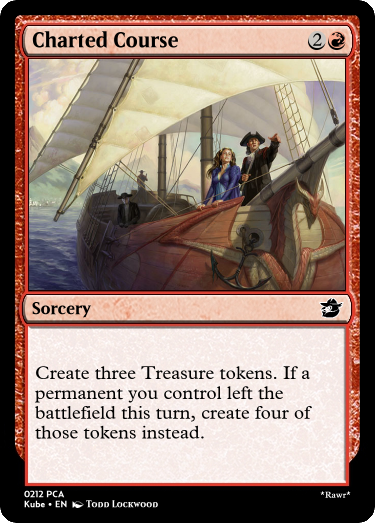 Charted Course 2
Sorcery
Create three Treasure tokens. If a
permanent you control left the
battlefield this turn, create four of
those tokens instead.
0212 PCA
Kube • EN Todd Lockwood
*Rawr*